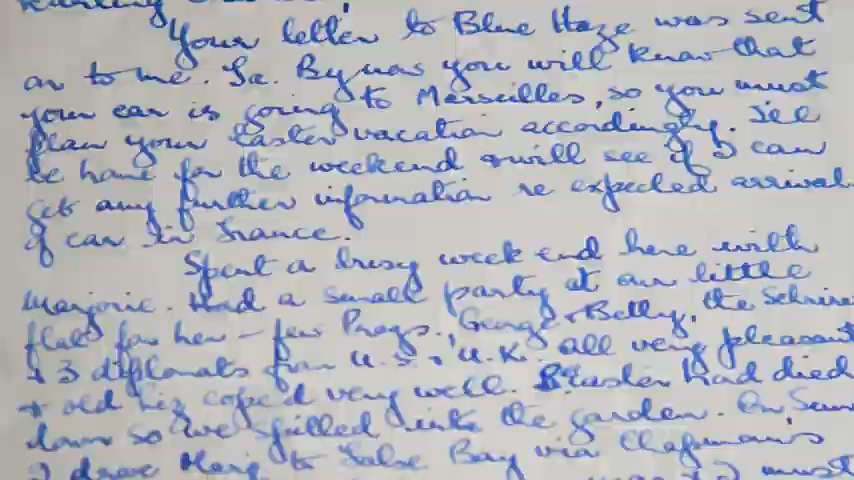 Your letter to Blue Haze was sent
on to me. By now you will know that
your car is going to Marseilles, so you must
plan your Easter vacation accordingly. I'll
be home for the weekend & will see if I can
get any further information re expected arrival
of car in France.
Spent a busy week end here with
Marjorie. Had a small party at our little
flat for her – few Progs., George & Betty, the
+ 3 diplomats from U.S. & U.K. all very pleasant
+ old Liz coped very well. had died
down so we spilled into the garden. On Sun
I drove Marj to False Bay via Chapman's